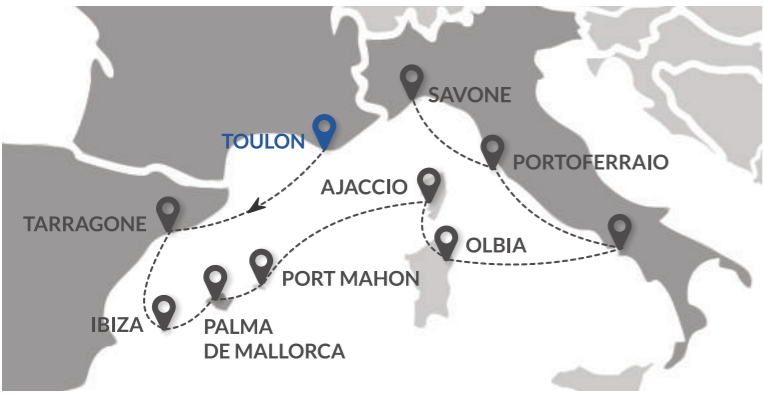 SAVONE
TOULON
PORTOFERRAIO
AJACCIO
TARRAGONE
OLBIA
PORT MAHON
IBIZA
PALMA
DE MALLORCA